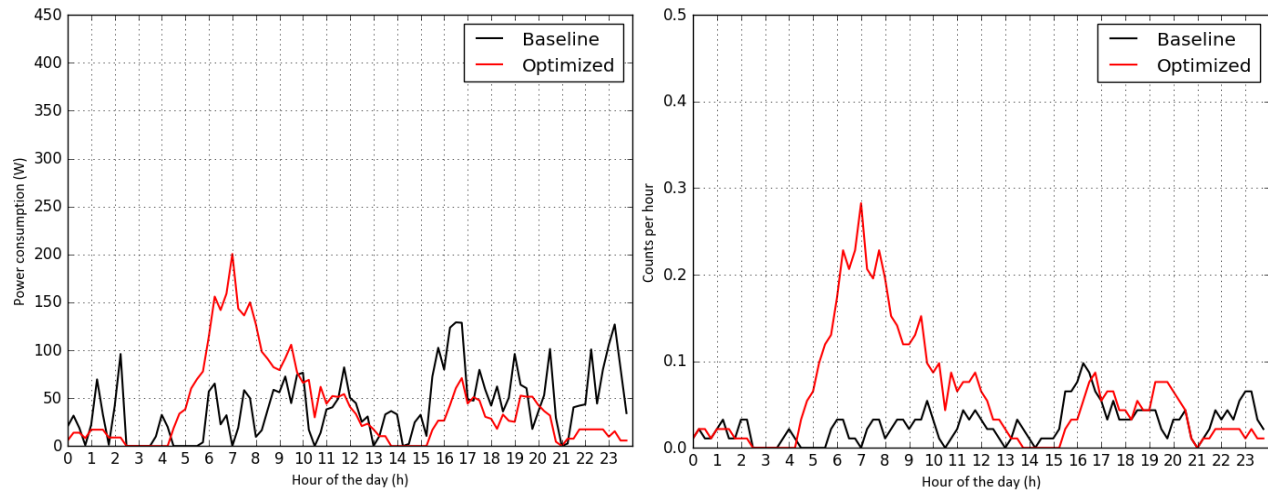 450
400
350
300
250
200
150
100
50
0
Power consumption (W)
Baseline
Optimized
0 1 2 3 4 5 6 7 8 9 10 11 12 13 14 15 16 17 18 19 20 21 22 23
Hour of the day (h)
0.5
0.4
0.3
0.2
0.1
0.0
Counts per hour
Baseline
Optimized
0 1 2 3 4 5 6 7 8 9 10 11 12 13 14 15 16 17 18 19 20 21 22 23
Hour of the day (h)